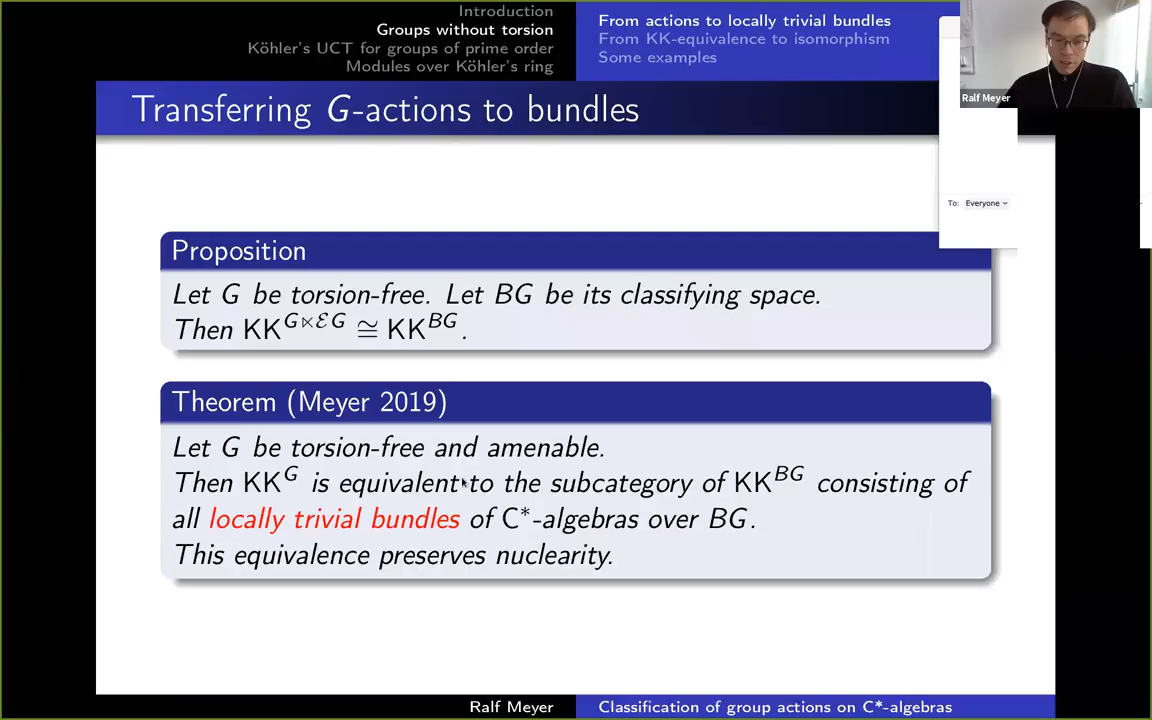 Introduction
Groups without torsion
Köhler's UCT for groups of prime order
Modules over Köhler's ring
From actions to locally trivial bundles
From KK-equivalence to isomorphism
Some examples
Ralf Meyer
To: Everyone
Transferring G-actions to bundles
Proposition
Let G be torsion-free. Let BG be its classifying space.
Then KK^{G⋉ℰG} ≅ KK^{BG}.
Theorem (Meyer 2019)
Let G be torsion-free and amenable.
Then KK^G is equivalent to the subcategory of KK^{BG} consisting of
all locally trivial bundles of C*-algebras over BG.
This equivalence preserves nuclearity.
Ralf Meyer
Classification of group actions on C*-algebras